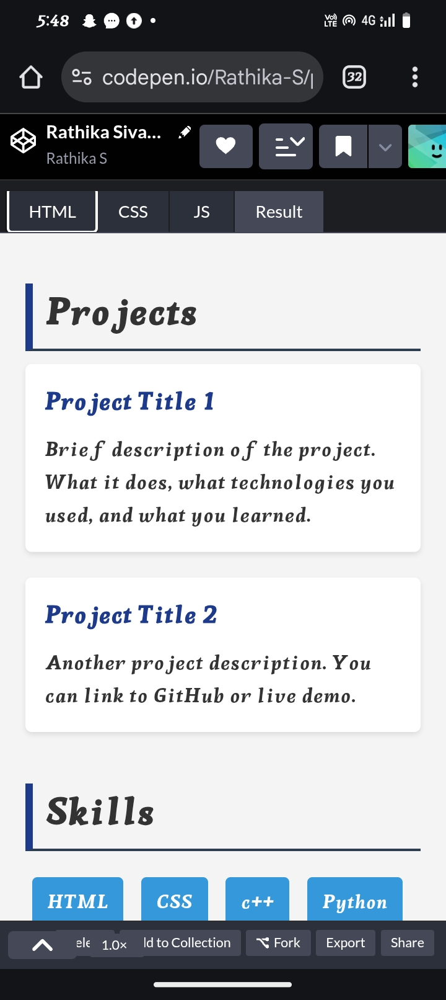 5:48
Vo))
LTE
4G
codepen.io/Rathika-S/
32
Rathika Siva...
Rathika S
HTML CSS JS Result
Projects
Project Title 1
Brief description of the project.
What it does, what technologies you
used, and what you learned.
Project Title 2
Another project description. You
can link to GitHub or live demo.
Skills
HTML CSS c++ Python
1.0× to Collection Fork Export Share